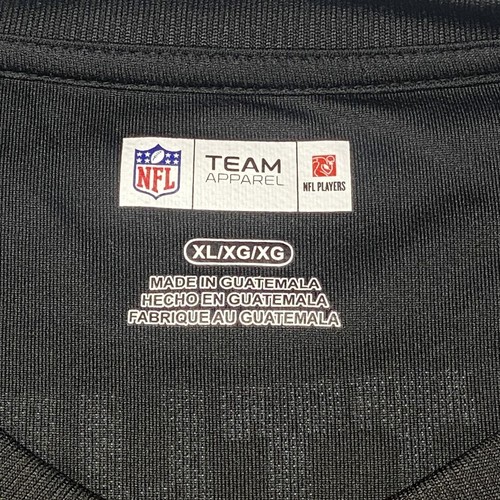 NFL
TEAM
APPAREL
NFL PLAYERS
XL/XG/XG
MADE IN GUATEMALA
HECHO EN GUATEMALA
FABRIQUE AU GUATEMALA